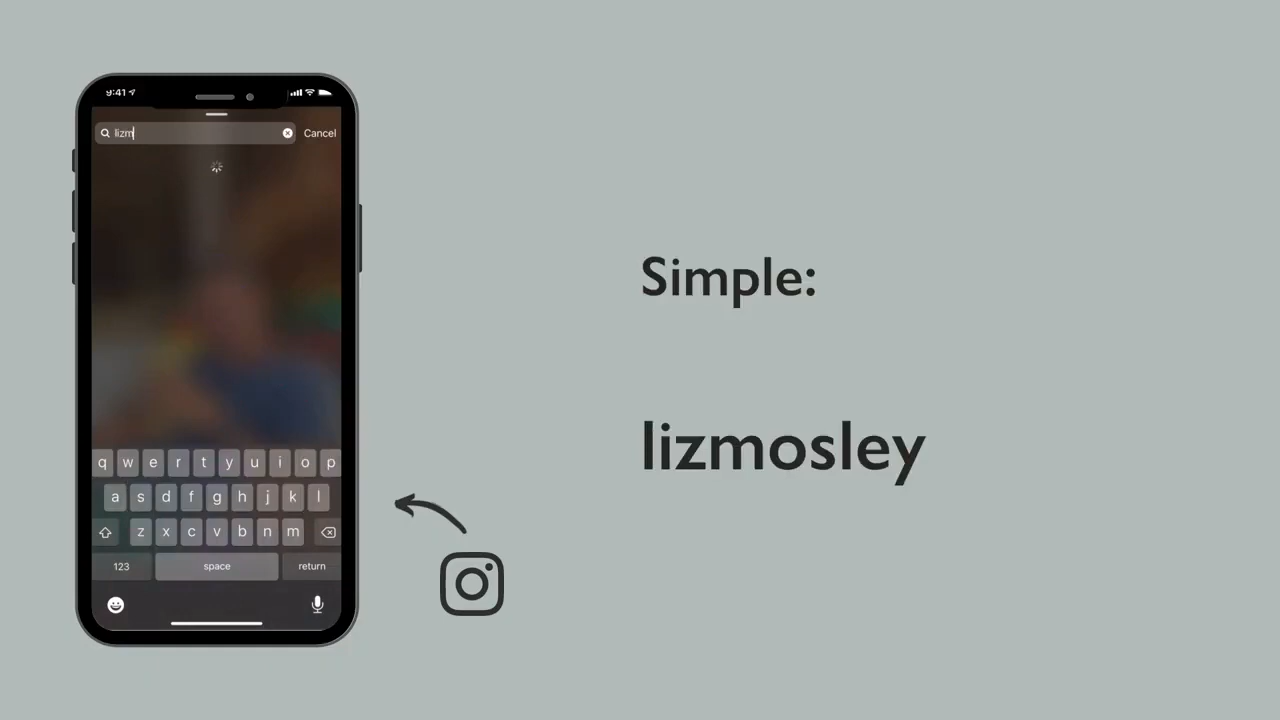 9:41
lizm
Cancel
q w e r t y u i o p
a s d f g h j k l
z x c v b n m
123 space return
Simple:
lizmosley